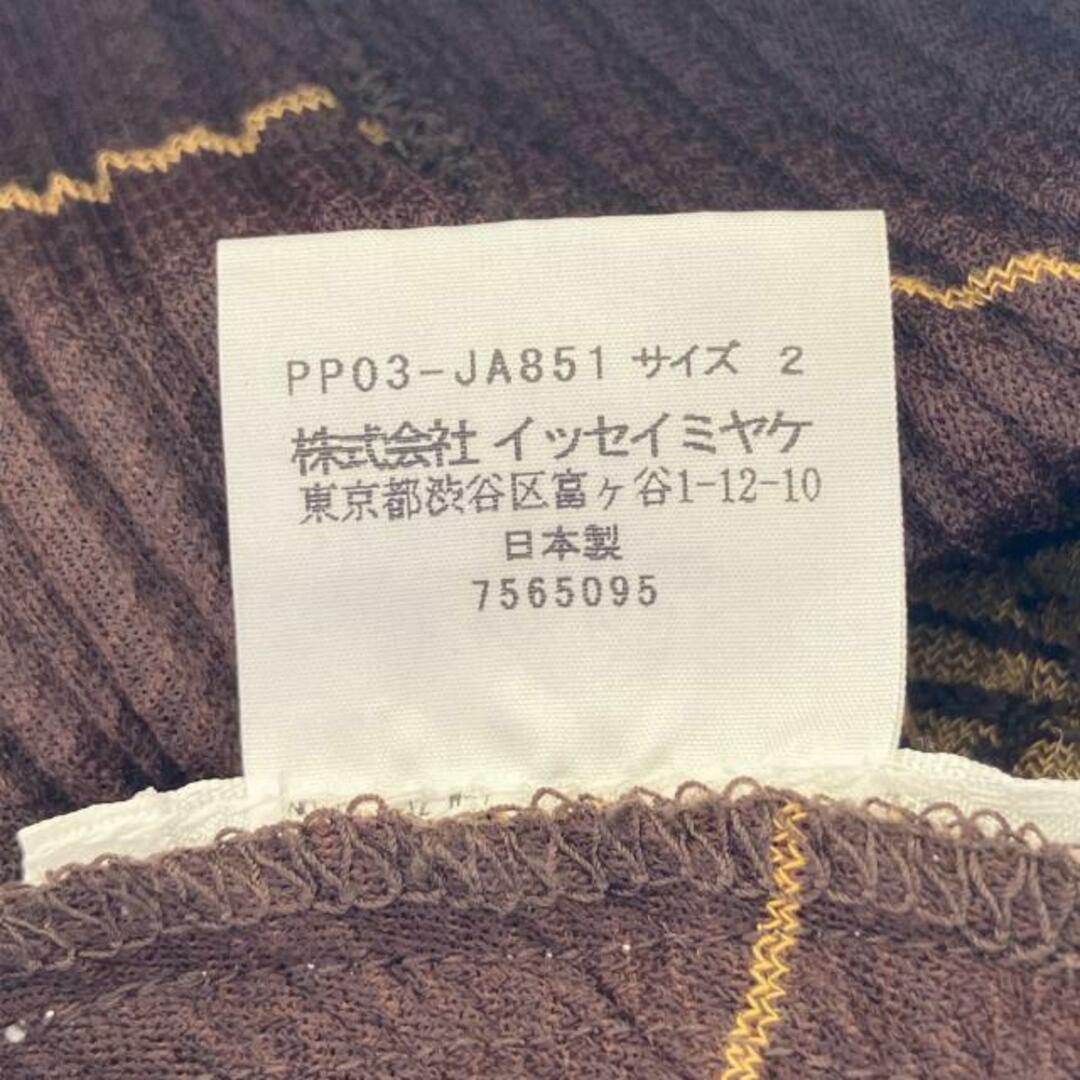 PP03-JA851 サイズ 2
株式会社 イッセイミヤケ
東京都渋谷区富ヶ谷1-12-10
日本製
7565095